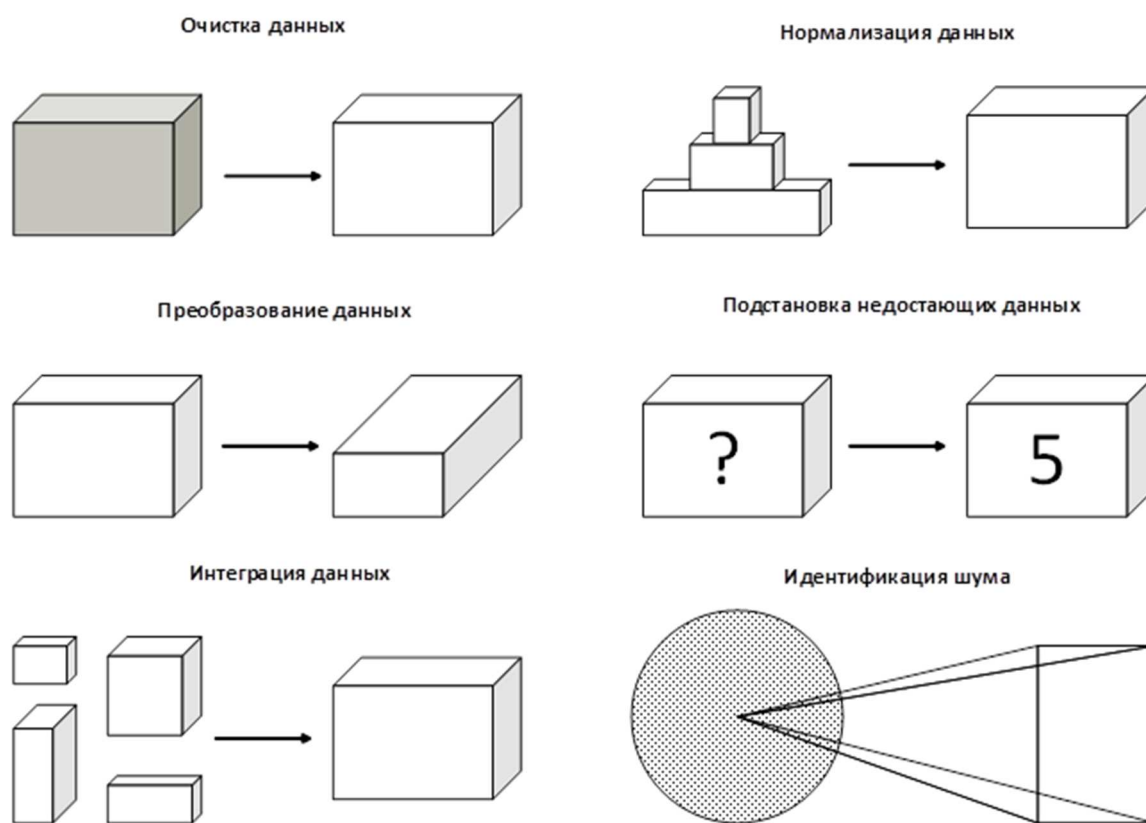 Очистка данных
Нормализация данных
Преобразование данных
Подстановка недостающих данных
?
5
Интеграция данных
Идентификация шума